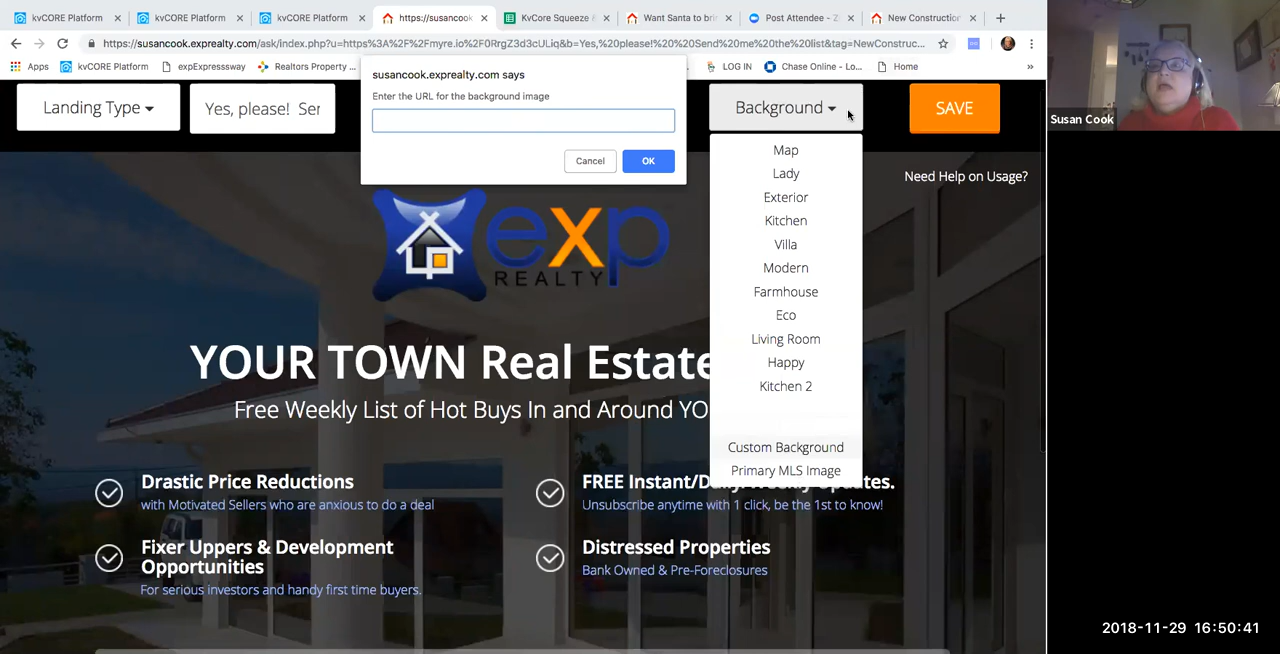 kvCORE Platform
kvCORE Platform
kvCORE Platform
https://susancook
KvCore Squeeze
Want Santa to bri
Post Attendee - Z
New Construction
https://susancook.exprealty.com/ask/index.php?u=https%3A%2F%2Fmyre.io%2F0RrgZ3d3cULiq&b=Yes,%20please!%20%20Send%20me%20the%20list&tag=NewConstruc...
Apps
kvCORE Platform
expExpresssway
Realtors Property ...
LOG IN
Chase Online - Lo...
Home
»
susancook.exprealty.com says
Enter the URL for the background image
Cancel
OK
Landing Type
Yes, please! Ser
Background
SAVE
Need Help on Usage?
Map
Lady
Exterior
Kitchen
Villa
Modern
Farmhouse
Eco
Living Room
Happy
Kitchen 2
Custom Background
Primary MLS Image
exp
REALTY
YOUR TOWN Real Estate
Free Weekly List of Hot Buys In and Around YO
Drastic Price Reductions
with Motivated Sellers who are anxious to do a deal
FREE Instant/Daily/Weekly Updates.
Unsubscribe anytime with 1 click, be the 1st to know!
Fixer Uppers & Development
Opportunities
For serious investors and handy first time buyers.
Distressed Properties
Bank Owned & Pre-Foreclosures
Susan Cook
2018-11-29 16:50:41